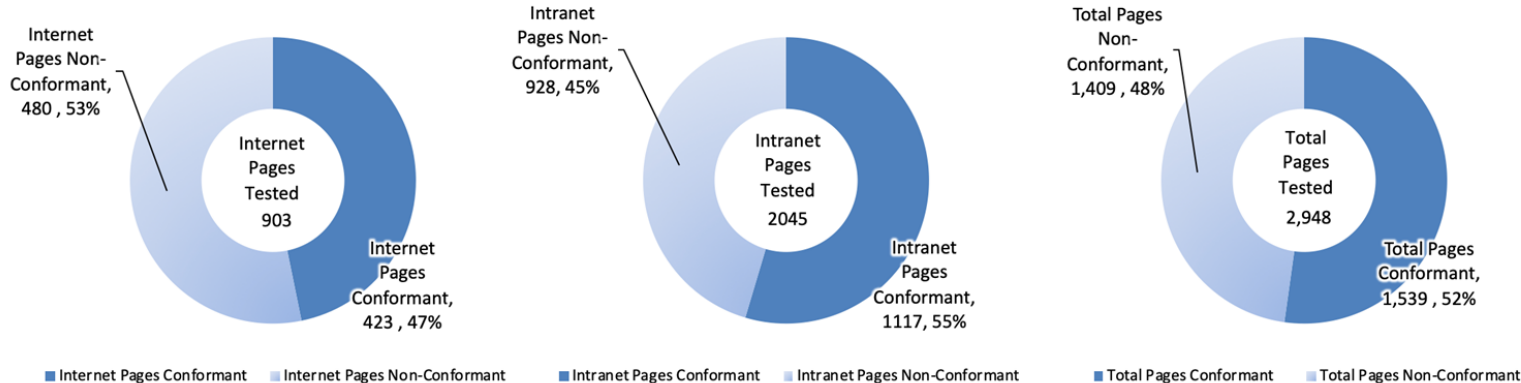 Internet
Pages Non-
Conformant,
480 , 53%
Internet
Pages
Tested
903
Internet
Pages
Conformant,
423 , 47%
Internet Pages Conformant
Internet Pages Non-Conformant
Intranet
Pages Non-
Conformant,
928, 45%
Intranet
Pages
Tested
2045
Intranet
Pages
Conformant,
1117, 55%
Intranet Pages Conformant
Intranet Pages Non-Conformant
Total Pages
Non-
Conformant,
1,409 , 48%
Total
Pages
Tested
2,948
Total Pages
Conformant,
1,539 , 52%
Total Pages Conformant
Total Pages Non-Conformant